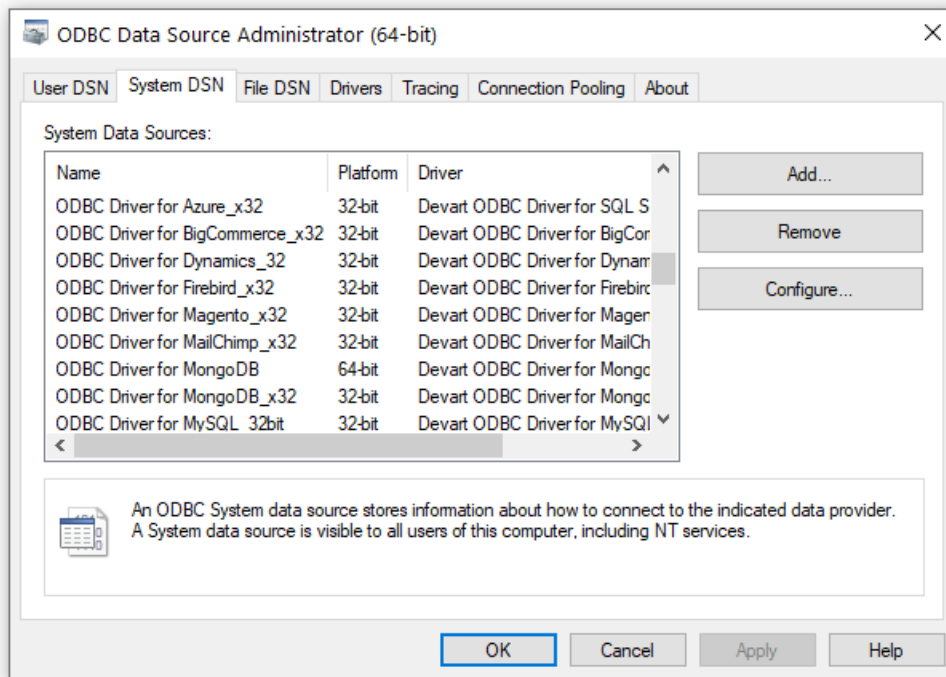 ODBC Data Source Administrator (64-bit)
User DSN System DSN File DSN Drivers Tracing Connection Pooling About
System Data Sources:
Name Platform Driver
ODBC Driver for Azure_x32 32-bit Devart ODBC Driver for SQL S
ODBC Driver for BigCommerce_x32 32-bit Devart ODBC Driver for BigCor
ODBC Driver for Dynamics_32 32-bit Devart ODBC Driver for Dynam
ODBC Driver for Firebird_x32 32-bit Devart ODBC Driver for Firebird
ODBC Driver for Magento_x32 32-bit Devart ODBC Driver for Magen
ODBC Driver for MailChimp_x32 32-bit Devart ODBC Driver for MailCh
ODBC Driver for MongoDB 64-bit Devart ODBC Driver for Mongo
ODBC Driver for MongoDB_x32 32-bit Devart ODBC Driver for Mongo
ODBC Driver for MySQL_32bit 32-bit Devart ODBC Driver for MySQL
Add...
Remove
Configure...
An ODBC System data source stores information about how to connect to the indicated data provider.
A System data source is visible to all users of this computer, including NT services.
OK Cancel Apply Help